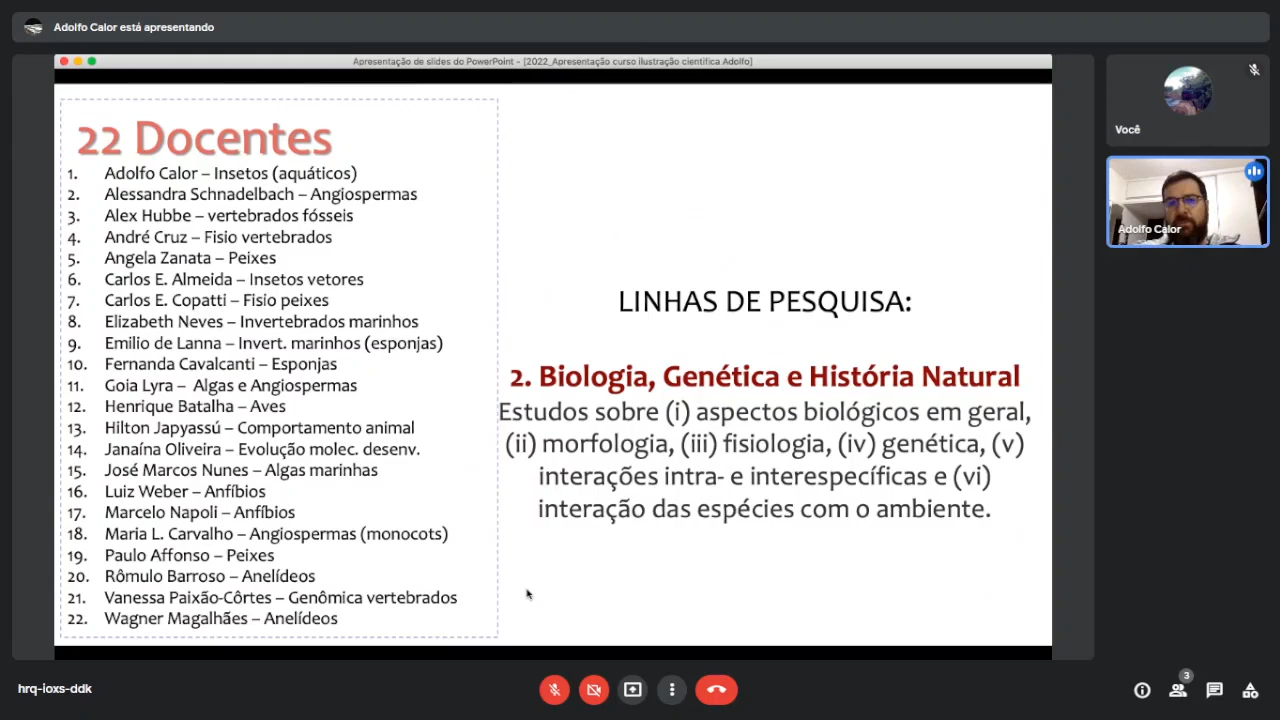 Adolfo Calor está apresentando
Apresentação de slides do PowerPoint - [2022_Apresentação curso ilustração científica Adolfo]
22 Docentes
1. Adolfo Calor – Insetos (aquáticos)
2. Alessandra Schnadelbach – Angiospermas
3. Alex Hubbe – vertebrados fósseis
4. André Cruz – Fisio vertebrados
5. Angela Zanata – Peixes
6. Carlos E. Almeida – Insetos vetores
7. Carlos E. Copatti – Fisio peixes
8. Elizabeth Neves – Invertebrados marinhos
9. Emilio de Lanna – Invert. marinhos (esponjas)
10. Fernanda Cavalcanti – Esponjas
11. Goia Lyra – Algas e Angiospermas
12. Henrique Batalha – Aves
13. Hilton Japyassú – Comportamento animal
14. Janaína Oliveira – Evolução molec. desenv.
15. José Marcos Nunes – Algas marinhas
16. Luiz Weber – Anfíbios
17. Marcelo Napoli – Anfíbios
18. Maria L. Carvalho – Angiospermas (monocots)
19. Paulo Affonso – Peixes
20. Rômulo Barroso – Anelídeos
21. Vanessa Paixão-Côrtes – Genômica vertebrados
22. Wagner Magalhães – Anelídeos
LINHAS DE PESQUISA:
2. Biologia, Genética e História Natural
Estudos sobre (i) aspectos biológicos em geral,
(ii) morfologia, (iii) fisiologia, (iv) genética, (v)
interações intra- e interespecíficas e (vi)
interação das espécies com o ambiente.
Você
Adolfo Calor
hrq-ioxs-ddk
3